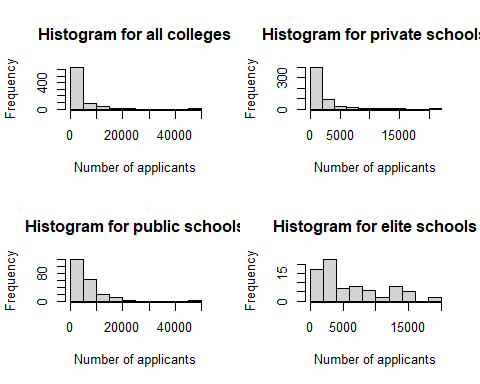 Histogram for all colleges
Frequency
400
0
0 20000 40000
Number of applicants
Histogram for private schools
Frequency
300
0
0 5000 15000
Number of applicants
Histogram for public schools
Frequency
80
0
0 20000 40000
Number of applicants
Histogram for elite schools
Frequency
15
0
0 5000 15000
Number of applicants